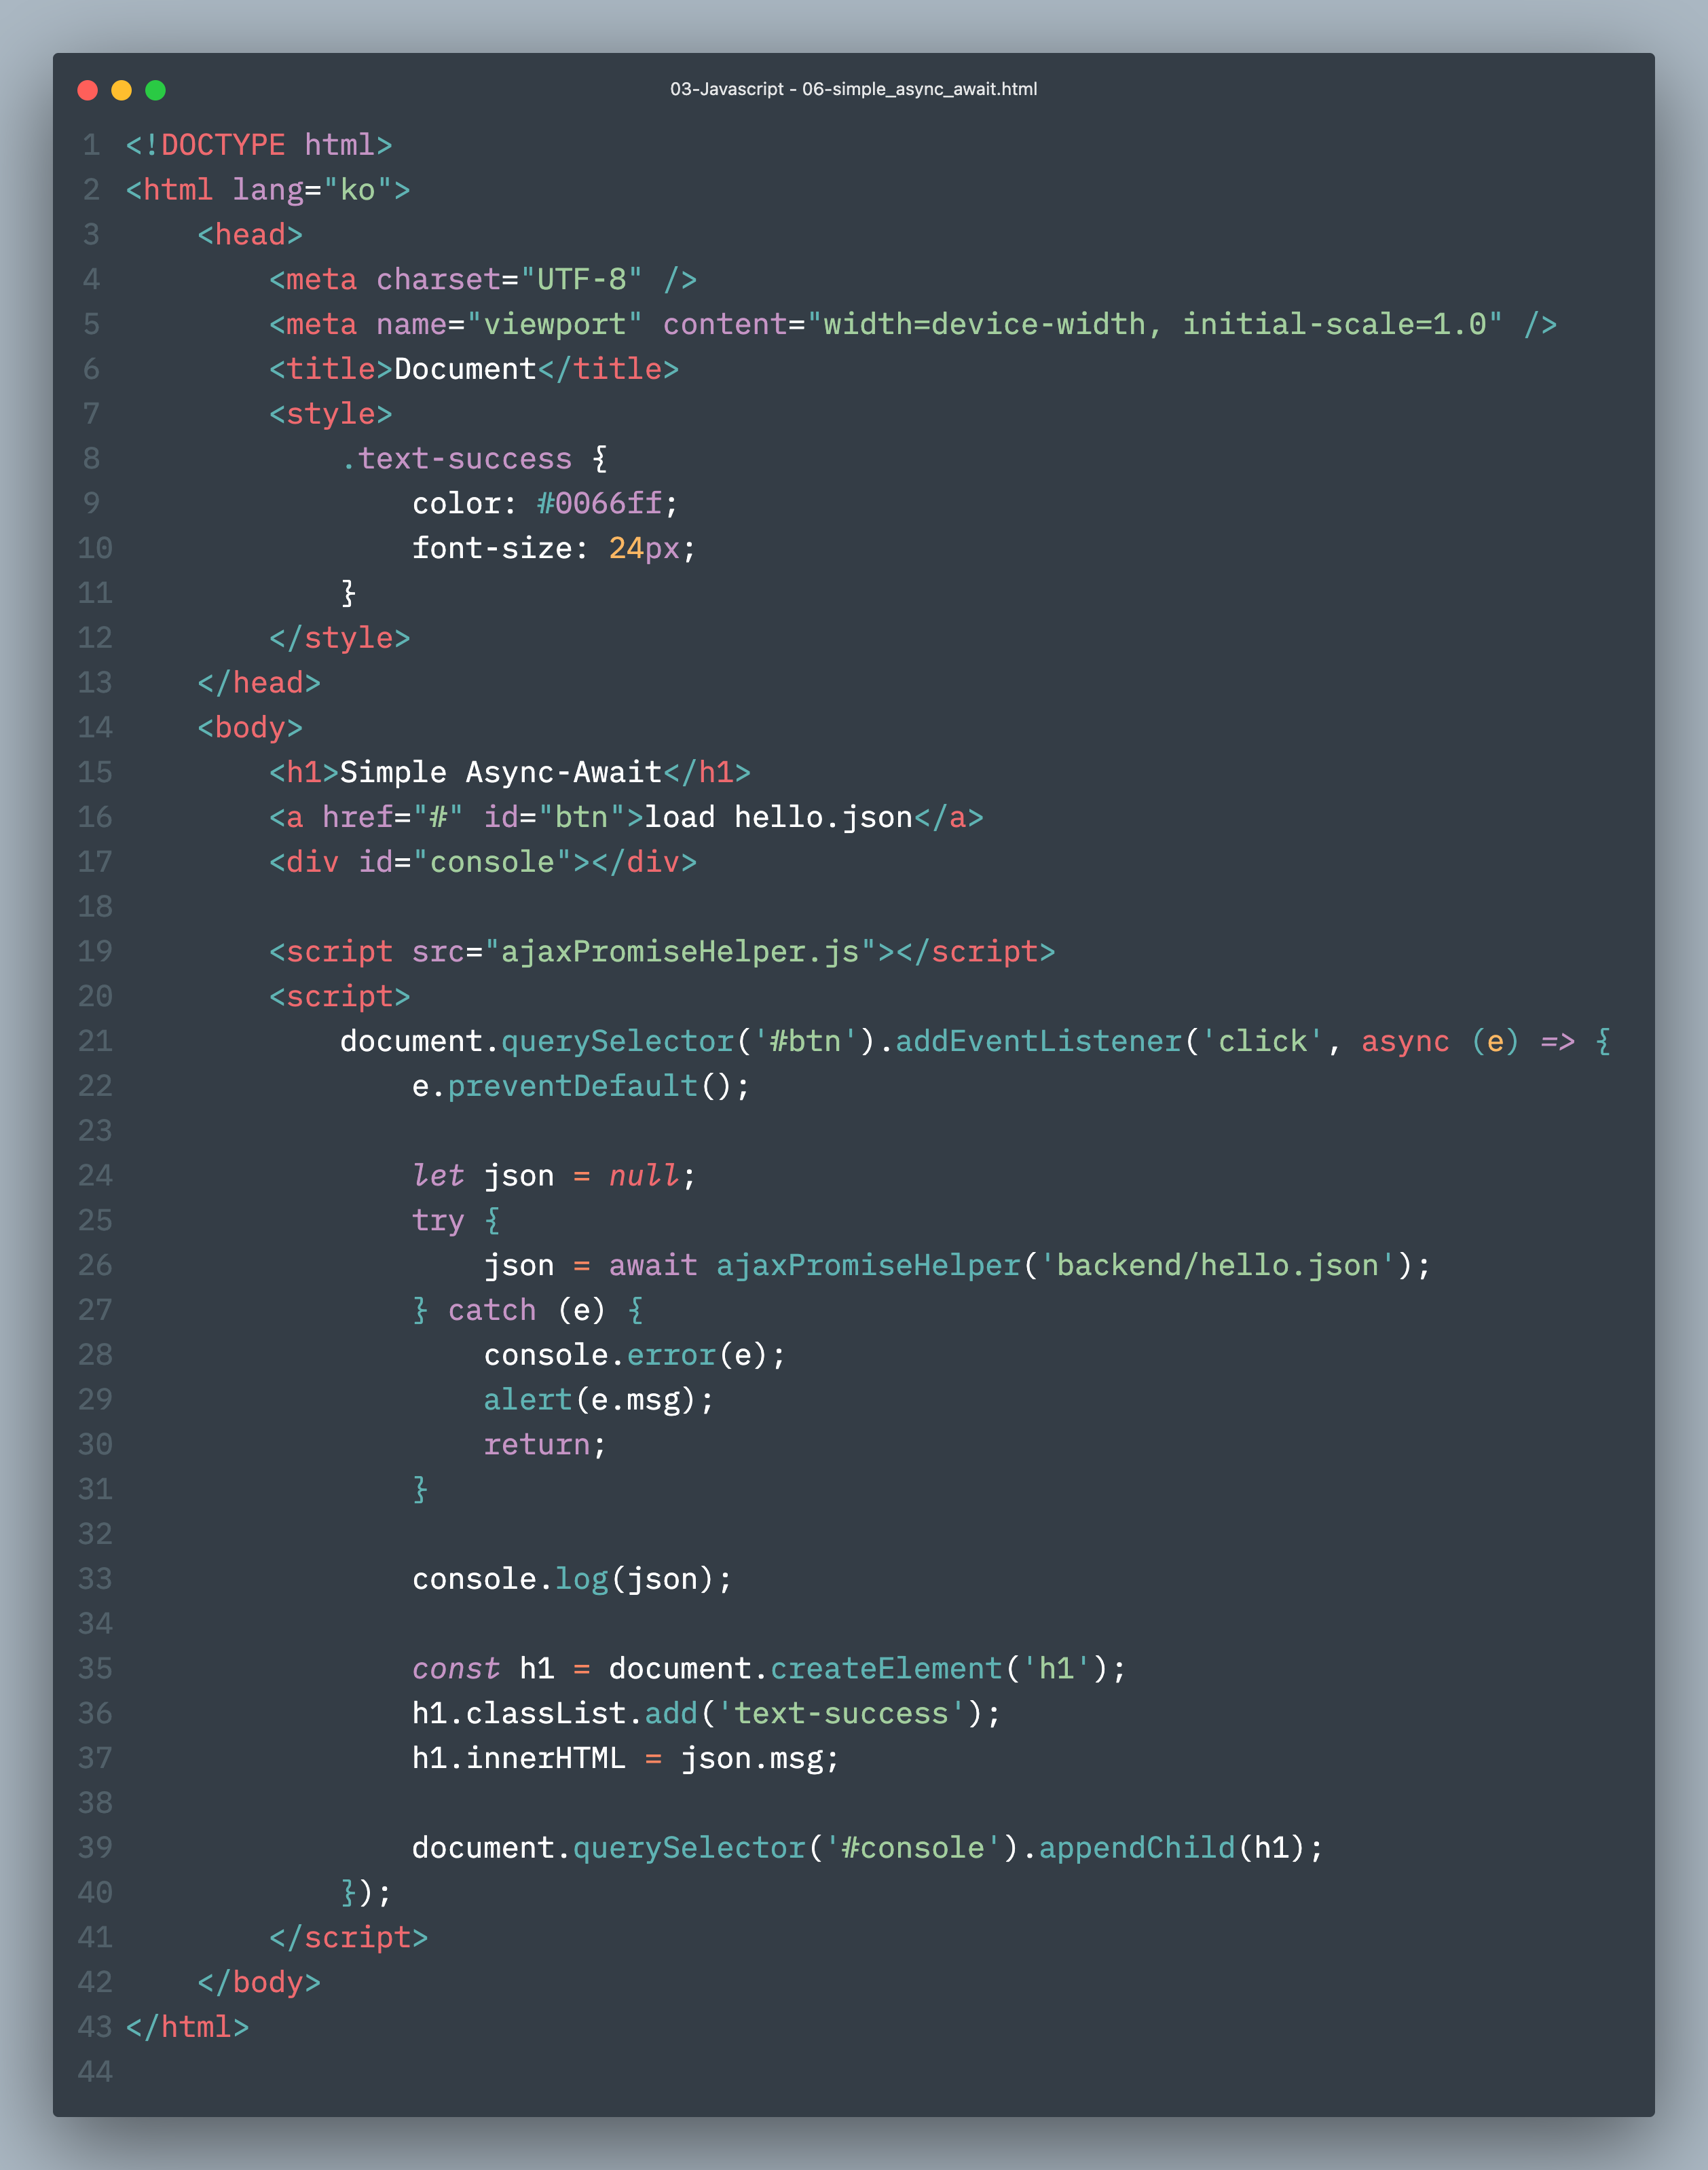 03-Javascript - 06-simple_async_await.html
1 <!DOCTYPE html>
2 <html lang="ko">
3     <head>
4         <meta charset="UTF-8" />
5         <meta name="viewport" content="width=device-width, initial-scale=1.0" />
6         <title>Document</title>
7         <style>
8             .text-success {
9                 color: #0066ff;
10                 font-size: 24px;
11             }
12         </style>
13     </head>
14     <body>
15         <h1>Simple Async-Await</h1>
16         <a href="#" id="btn">load hello.json</a>
17         <div id="console"></div>
18
19         <script src="ajaxPromiseHelper.js"></script>
20         <script>
21             document.querySelector('#btn').addEventListener('click', async (e) => {
22                 e.preventDefault();
23
24                 let json = null;
25                 try {
26                     json = await ajaxPromiseHelper('backend/hello.json');
27                 } catch (e) {
28                     console.error(e);
29                     alert(e.msg);
30                     return;
31                 }
32
33                 console.log(json);
34
35                 const h1 = document.createElement('h1');
36                 h1.classList.add('text-success');
37                 h1.innerHTML = json.msg;
38
39                 document.querySelector('#console').appendChild(h1);
40             });
41         </script>
42     </body>
43 </html>
44